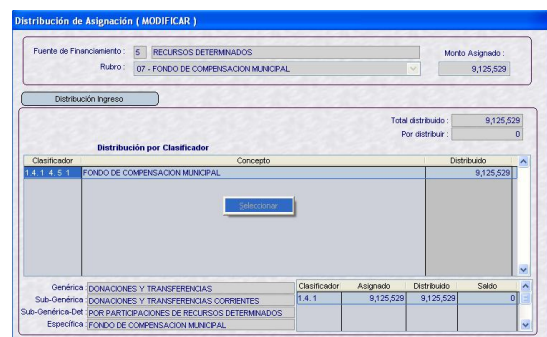 Distribución de Asignación ( MODIFICAR )
Fuente de Financiamiento : 5 RECURSOS DETERMINADOS Monto Asignado :
Rubro : 07 - FONDO DE COMPENSACION MUNICIPAL 9,125,529
Distribución Ingreso
Total distribuido : 9,125,529
Por distribuir : 0
Distribución por Clasificador
Clasificador Concepto Distribuido
1.4.1 4.5 1 FONDO DE COMPENSACION MUNICIPAL 9,125,529
Seleccionar
Genérica : DONACIONES Y TRANSFERENCIAS Clasificador Asignado Distribuido Saldo
Sub-Genérica : DONACIONES Y TRANSFERENCIAS CORRIENTES 1.4.1 9,125,529 9,125,529 0
Sub-Genérica-Det : POR PARTICIPACIONES DE RECURSOS DETERMINADOS
Específica : FONDO DE COMPENSACION MUNICIPAL